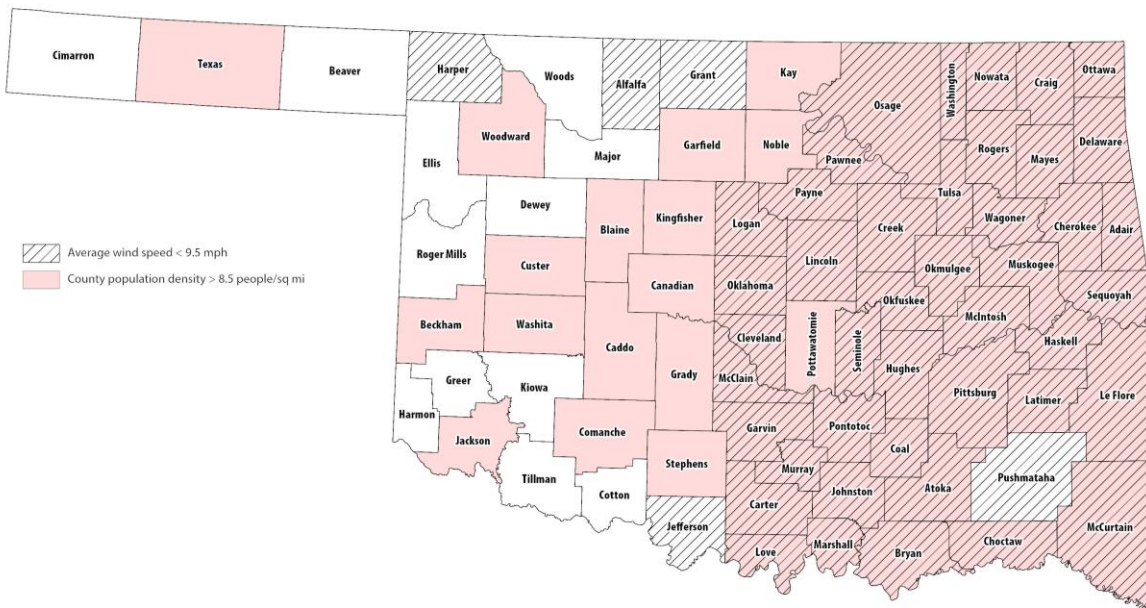 Cimarron
Texas
Beaver
Harper
Woods
Alfalfa
Grant
Kay
Osage
Washington
Nowata
Craig
Ottawa
Woodward
Ellis
Major
Garfield
Noble
Pawnee
Rogers
Mayes
Delaware
Dewey
Blaine
Kingfisher
Logan
Payne
Tulsa
Creek
Wagoner
Cherokee
Adair
Average wind speed < 9.5 mph
County population density > 8.5 people/sq mi
Roger Mills
Custer
Canadian
Oklahoma
Lincoln
Okmulgee
Muskogee
Sequoyah
Beckham
Washita
Caddo
Grady
Cleveland
McClain
Pottawatomie
Seminole
Okfuskee
McIntosh
Haskell
Hughes
Pittsburg
Latimer
Le Flore
Greer
Harmon
Kiowa
Jackson
Comanche
Stephens
Garvin
Pontotoc
Coal
Murray
Pushmataha
Tillman
Cotton
Jefferson
Carter
Johnston
Atoka
McCurtain
Love
Marshall
Bryan
Choctaw